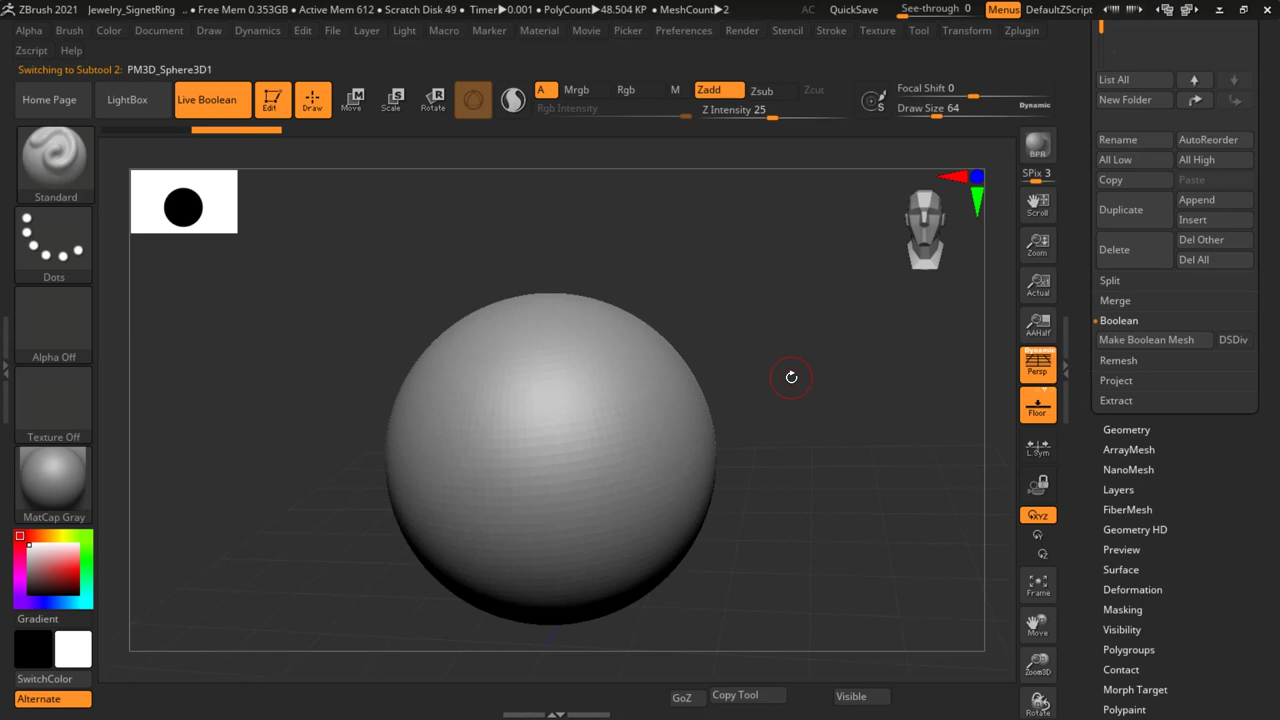 ZBrush 2021 Jewelry_SignetRing • Free Mem 0.353GB • Active Mem 612 • Scratch Disk 49 • Timer▶0.001 • PolyCount▶48.504 KP • MeshCount▶2 AC QuickSave See-through 0 Menus DefaultZScript
Alpha Brush Color Document Draw Dynamics Edit File Layer Light Macro Marker Material Movie Picker Preferences Render Stencil Stroke Texture Tool Transform Zplugin
Zscript Help
Switching to Subtool 2: PM3D_Sphere3D1
Home Page LightBox Live Boolean Edit Draw Move Scale Rotate
A Mrgb Rgb M Zadd Zsub Zcut
Rgb Intensity Z Intensity 25
Focal Shift 0
Draw Size 64 Dynamic
S
Standard
Dots
Alpha Off
Texture Off
MatCap Gray
Gradient
SwitchColor
Alternate
BPR
SPix 3
Scroll
Zoom
Actual
AAHalf
Dynamic
Persp
Floor
L.Sym
XYZ
Y
Z
Frame
Move
Zoom3D
Rotate
GoZ Copy Tool Visible
List All
New Folder
Rename AutoReorder
All Low All High
Copy Paste
Duplicate Append
Insert
Delete Del Other
Del All
Split
Merge
Boolean
Make Boolean Mesh DSDiv
Remesh
Project
Extract
Geometry
ArrayMesh
NanoMesh
Layers
FiberMesh
Geometry HD
Preview
Surface
Deformation
Masking
Visibility
Polygroups
Contact
Morph Target
Polypaint